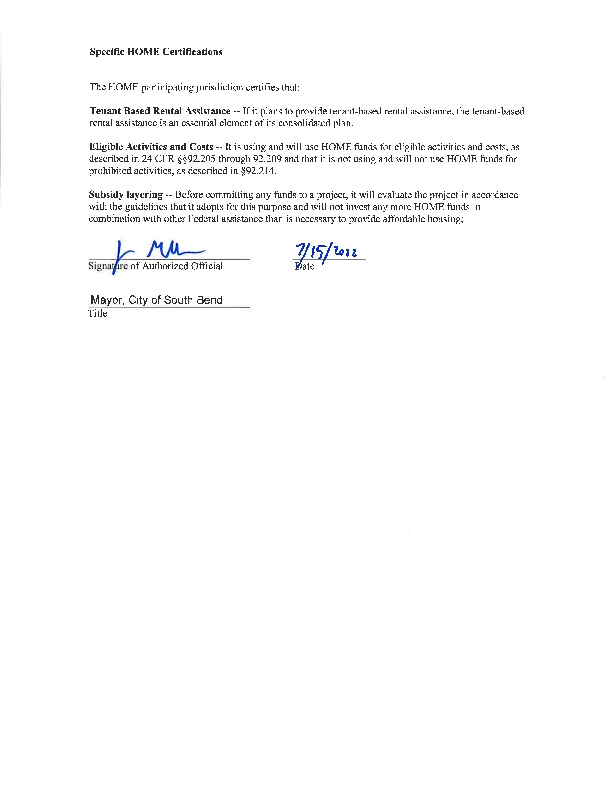 Specific HOME Certifications
The HOME participating jurisdiction certifies that:
Tenant Based Rental Assistance -- If it plans to provide tenant-based rental assistance, the tenant-based
rental assistance is an essential element of its consolidated plan.
Eligible Activities and Costs -- It is using and will use HOME funds for eligible activities and costs, as
described in 24 CFR §§92.205 through 92.209 and that it is not using and will not use HOME funds for
prohibited activities, as described in §92.214.
Subsidy layering -- Before committing any funds to a project, it will evaluate the project in accordance
with the guidelines that it adopts for this purpose and will not invest any more HOME funds in
combination with other Federal assistance than is necessary to provide affordable housing;
7/15/2022
Signature of Authorized Official Date
Mayor, City of South Bend
Title